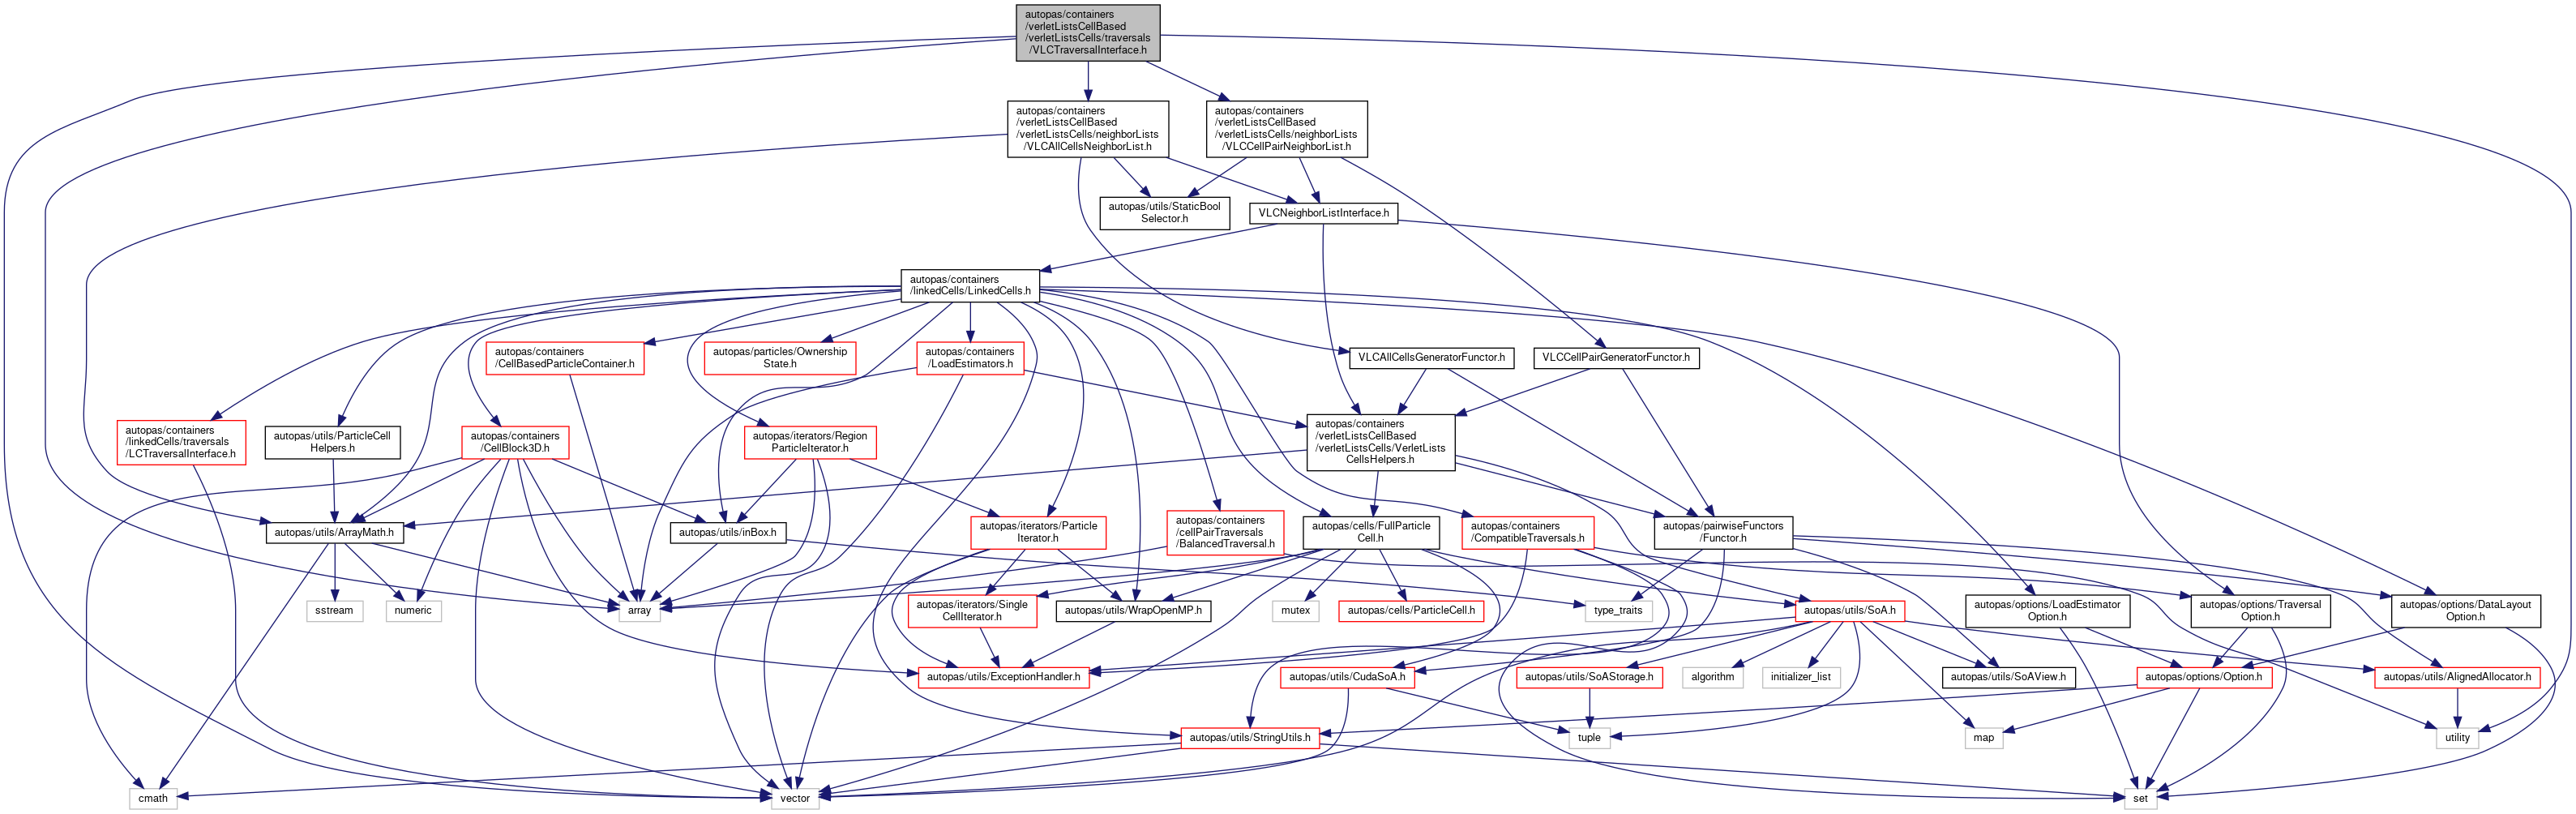 autopas/containers
/verletListsCellBased
/verletListsCells/traversals
/VLCTraversalInterface.h
autopas/containers
/verletListsCellBased
/verletListsCells/neighborLists
/VLCAllCellsNeighborList.h
autopas/containers
/verletListsCellBased
/verletListsCells/neighborLists
/VLCCellPairNeighborList.h
autopas/utils/StaticBool
Selector.h
VLCNeighborListInterface.h
autopas/containers
/linkedCells/LinkedCells.h
autopas/containers
/CellBasedParticleContainer.h
autopas/particles/Ownership
State.h
autopas/containers
/LoadEstimators.h
VLCAllCellsGeneratorFunctor.h
VLCCellPairGeneratorFunctor.h
autopas/containers
/linkedCells/traversals
/LCTraversalInterface.h
autopas/utils/ParticleCell
Helpers.h
autopas/containers
/CellBlock3D.h
autopas/iterators/Region
ParticleIterator.h
autopas/containers
/verletListsCellBased
/verletListsCells/VerletLists
CellsHelpers.h
autopas/utils/ArrayMath.h
autopas/utils/inBox.h
autopas/iterators/Particle
Iterator.h
autopas/containers
/cellPairTraversals
/BalancedTraversal.h
autopas/cells/FullParticle
Cell.h
autopas/containers
/CompatibleTraversals.h
autopas/pairwiseFunctors
/Functor.h
sstream
numeric
array
autopas/iterators/Single
CellIterator.h
autopas/utils/WrapOpenMP.h
mutex
autopas/cells/ParticleCell.h
type_traits
autopas/utils/SoA.h
autopas/options/LoadEstimator
Option.h
autopas/options/Traversal
Option.h
autopas/options/DataLayout
Option.h
autopas/utils/ExceptionHandler.h
autopas/utils/CudaSoA.h
autopas/utils/SoAStorage.h
algorithm
initializer_list
autopas/utils/SoAView.h
autopas/options/Option.h
autopas/utils/AlignedAllocator.h
autopas/utils/StringUtils.h
tuple
map
utility
cmath
vector
set